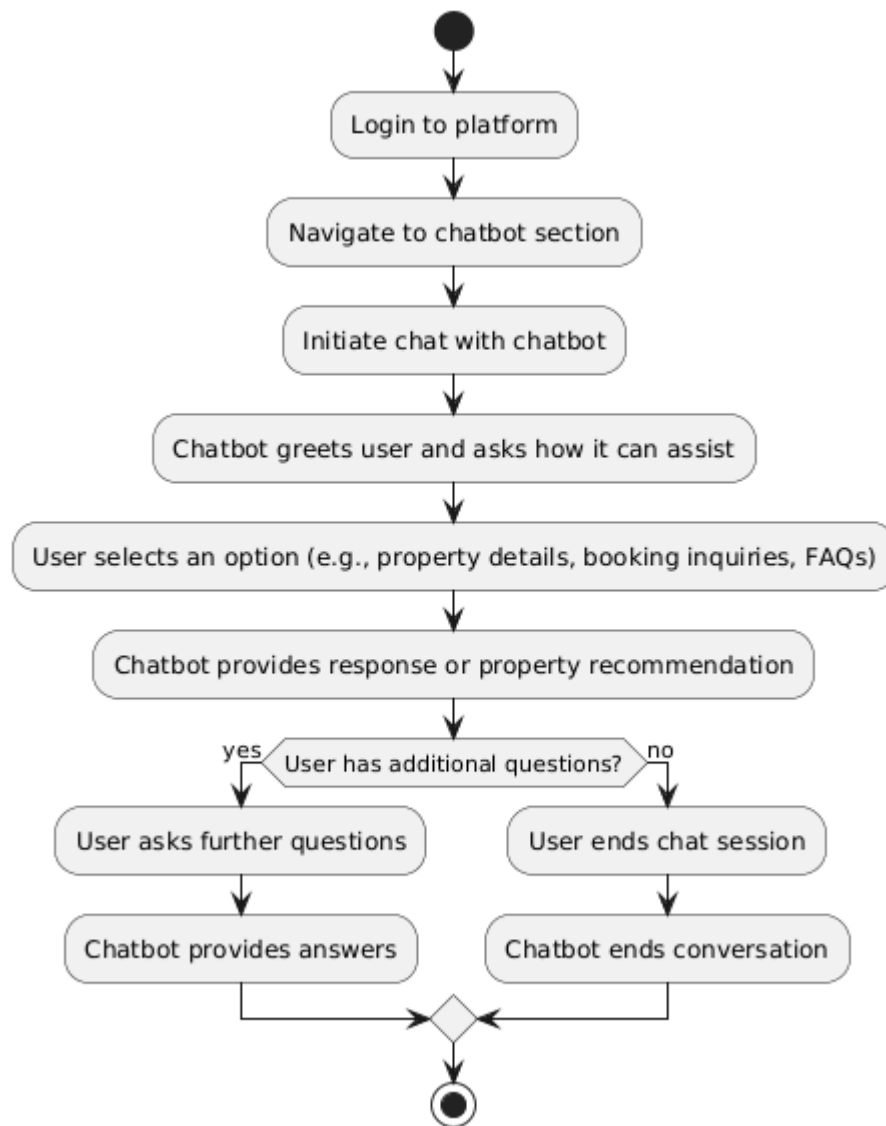 Login to platform
Navigate to chatbot section
Initiate chat with chatbot
Chatbot greets user and asks how it can assist
User selects an option (e.g., property details, booking inquiries, FAQs)
Chatbot provides response or property recommendation
yes
User has additional questions?
no
User asks further questions
User ends chat session
Chatbot provides answers
Chatbot ends conversation